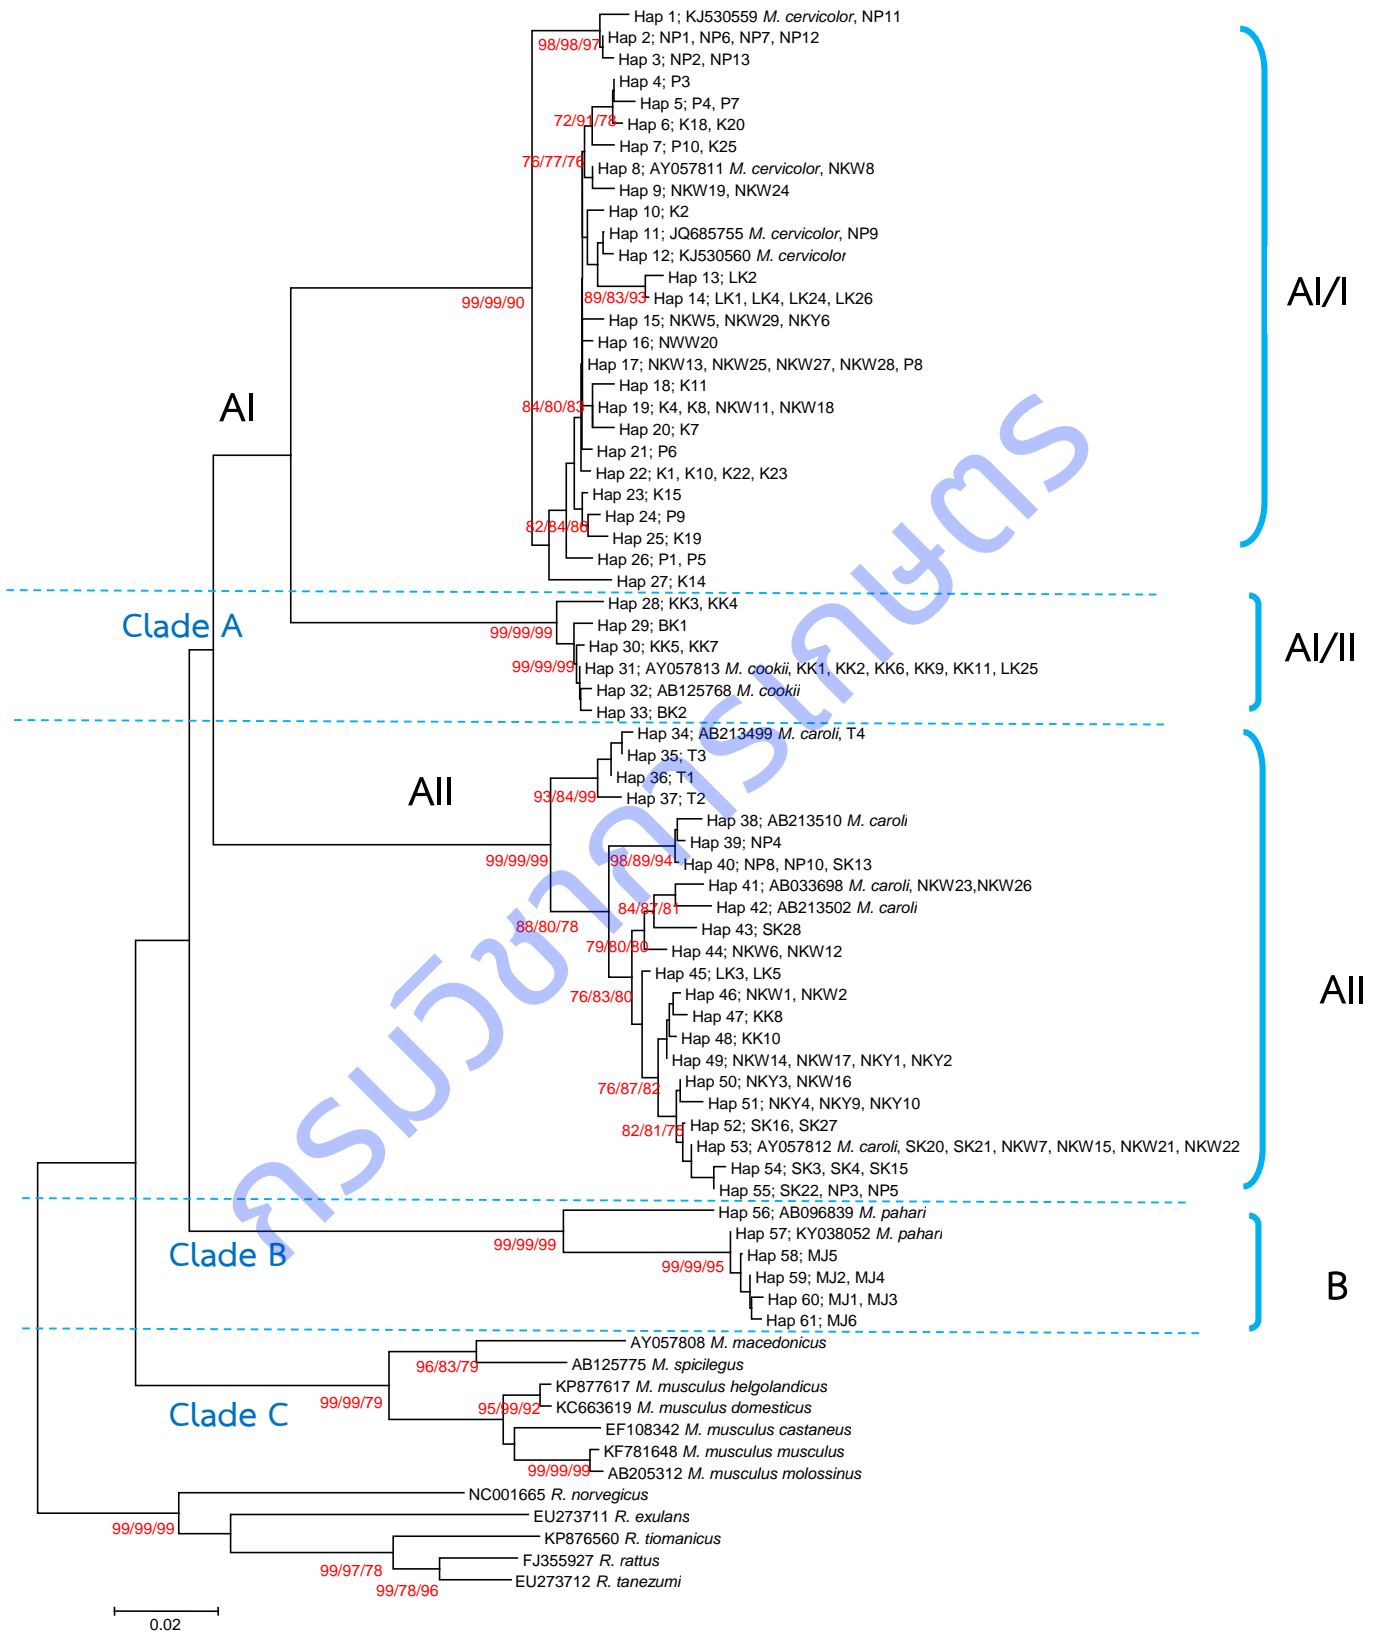 Hap 1; KJ530559 M. cervicolor, NP11
Hap 2; NP1, NP6, NP7, NP12
98/98/97
Hap 3; NP2, NP13
Hap 4; P3
Hap 5; P4, P7
72/91/78
Hap 6; K18, K20
Hap 7; P10, K25
76/77/76
Hap 8; AY057811 M. cervicolor, NKW8
Hap 9; NKW19, NKW24
Hap 10; K2
Hap 11; JQ685755 M. cervicolor, NP9
Hap 12; KJ530560 M. cervicolor
Hap 13; LK2
89/83/93
Hap 14; LK1, LK4, LK24, LK26
99/99/90
AI/I
Hap 15; NKW5, NKW29, NKY6
Hap 16; NWW20
Hap 17; NKW13, NKW25, NKW27, NKW28, P8
Hap 18; K11
AI
84/80/83
Hap 19; K4, K8, NKW11, NKW18
Hap 20; K7
Hap 21; P6
Hap 22; K1, K10, K22, K23
Hap 23; K15
Hap 24; P9
82/84/86
Hap 25; K19
Hap 26; P1, P5
Hap 27; K14
Hap 28; KK3, KK4
Clade A
Hap 29; BK1
99/99/99
Hap 30; KK5, KK7
AI/II
99/99/99
Hap 31; AY057813 M. cookii, KK1, KK2, KK6, KK9, KK11, LK25
Hap 32; AB125768 M. cookii
Hap 33; BK2
Hap 34; AB213499 M. caroli, T4
Hap 35; T3
Hap 36; T1
AII
93/84/99
Hap 37; T2
Hap 38; AB213510 M. caroli
Hap 39; NP4
99/99/99
98/89/94
Hap 40; NP8, NP10, SK13
Hap 41; AB033698 M. caroli, NKW23,NKW26
84/87/81
Hap 42; AB213502 M. caroli
88/80/78
Hap 43; SK28
79/80/80
Hap 44; NKW6, NKW12
Hap 45; LK3, LK5
AII
76/83/80
Hap 46; NKW1, NKW2
Hap 47; KK8
Hap 48; KK10
Hap 49; NKW14, NKW17, NKY1, NKY2
76/87/82
Hap 50; NKY3, NKW16
Hap 51; NKY4, NKY9, NKY10
Hap 52; SK16, SK27
82/81/75
Hap 53; AY057812 M. caroli, SK20, SK21, NKW7, NKW15, NKW21, NKW22
Hap 54; SK3, SK4, SK15
Hap 55; SK22, NP3, NP5
Hap 56; AB096839 M. pahari
Hap 57; KY038052 M. pahari
99/99/99
Clade B
Hap 58; MJ5
99/99/95
Hap 59; MJ2, MJ4
B
Hap 60; MJ1, MJ3
Hap 61; MJ6
AY057808 M. macedonicus
96/83/79
AB125775 M. spicilegus
KP877617 M. musculus helgolandicus
99/99/79
95/99/92
KC663619 M. musculus domesticus
Clade C
EF108342 M. musculus castaneus
KF781648 M. musculus musculus
99/99/99
AB205312 M. musculus molossinus
NC001665 R. norvegicus
EU273711 R. exulans
99/99/99
KP876560 R. tiomanicus
FJ355927 R. rattus
99/97/78
EU273712 R. tanezumi
99/78/96
0.02
กรมวิชาการเกษตร